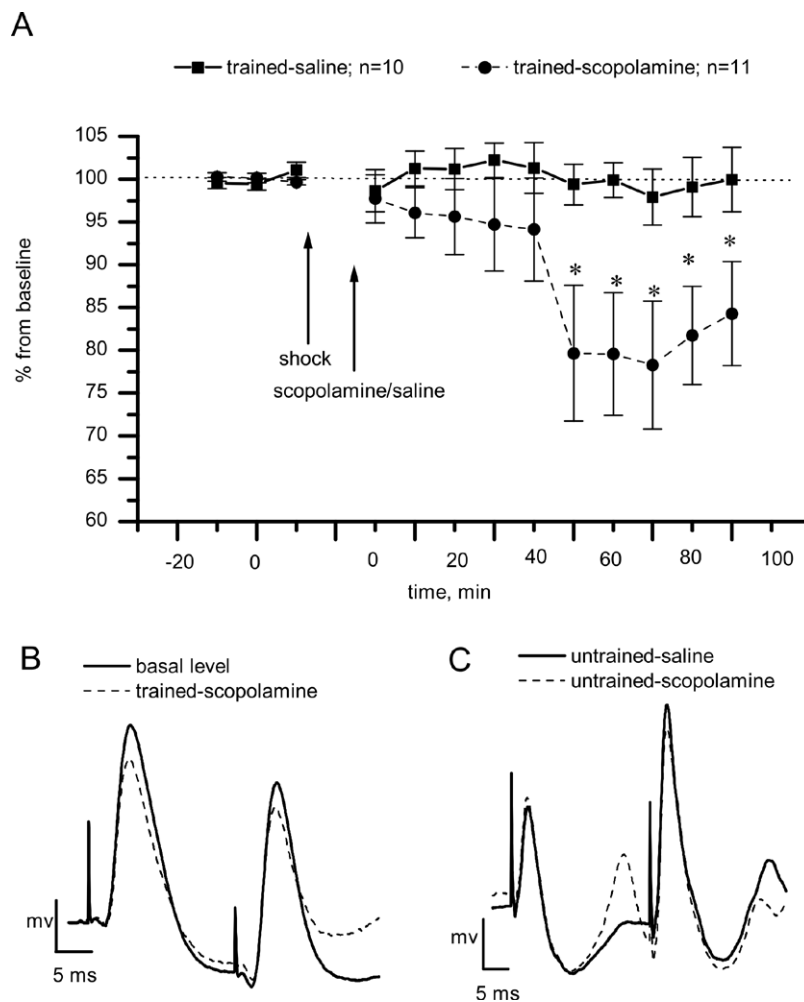 A
trained-saline; n=10 trained-scopolamine; n=11
105
100
95
90
85
80
75
70
65
60
% from baseline
* * * * *
shock
scopolamine/saline
-20 0 0 20 40 60 80 100
time, min
B
basal level
trained-scopolamine
mv
5 ms
C
untrained-saline
untrained-scopolamine
mv
5 ms